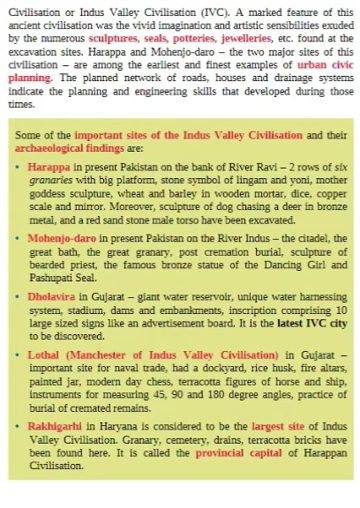 Civilisation or Indus Valley Civilisation (IVC). A marked feature of this
ancient civilisation was the vivid imagination and artistic sensibilities exuded
by the numerous sculptures, seals, potteries, jewelleries, etc. found at the
excavation sites. Harappa and Mohenjo-daro – the two major sites of this
civilisation – are among the earliest and finest examples of urban civic
planning. The planned network of roads, houses and drainage systems
indicate the planning and engineering skills that developed during those
times.
Some of the important sites of the Indus Valley Civilisation and their
archaeological findings are:
• Harappa in present Pakistan on the bank of River Ravi – 2 rows of six
granaries with big platform, stone symbol of lingam and yoni, mother
goddess sculpture, wheat and barley in wooden mortar, dice, copper
scale and mirror. Moreover, sculpture of dog chasing a deer in bronze
metal, and a red sand stone male torso have been excavated.
• Mohenjo-daro in present Pakistan on the River Indus – the citadel, the
great bath, the great granary, post cremation burial, sculpture of
bearded priest, the famous bronze statue of the Dancing Girl and
Pashupati Seal.
• Dholavira in Gujarat – giant water reservoir, unique water harnessing
system, stadium, dams and embankments, inscription comprising 10
large sized signs like an advertisement board. It is the latest IVC city
to be discovered.
• Lothal (Manchester of Indus Valley Civilisation) in Gujarat –
important site for naval trade, had a dockyard, rice husk, fire altars,
painted jar, modern day chess, terracotta figures of horse and ship,
instruments for measuring 45, 90 and 180 degree angles, practice of
burial of cremated remains.
• Rakhigarhi in Haryana is considered to be the largest site of Indus
Valley Civilisation. Granary, cemetery, drains, terracotta bricks have
been found here. It is called the provincial capital of Harappan
Civilisation.